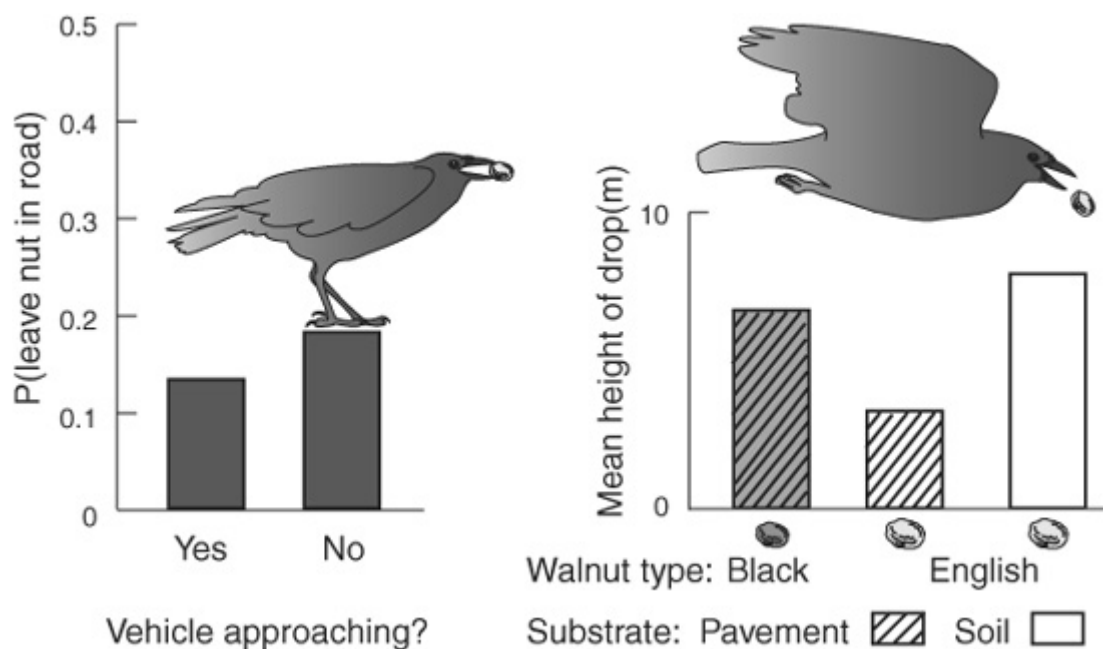 P(leave nut in road)
0.5
0.4
0.3
0.2
0.1
0
Yes No
Vehicle approaching?
Mean height of drop(m)
10
0
Walnut type: Black English
Substrate: Pavement Soil